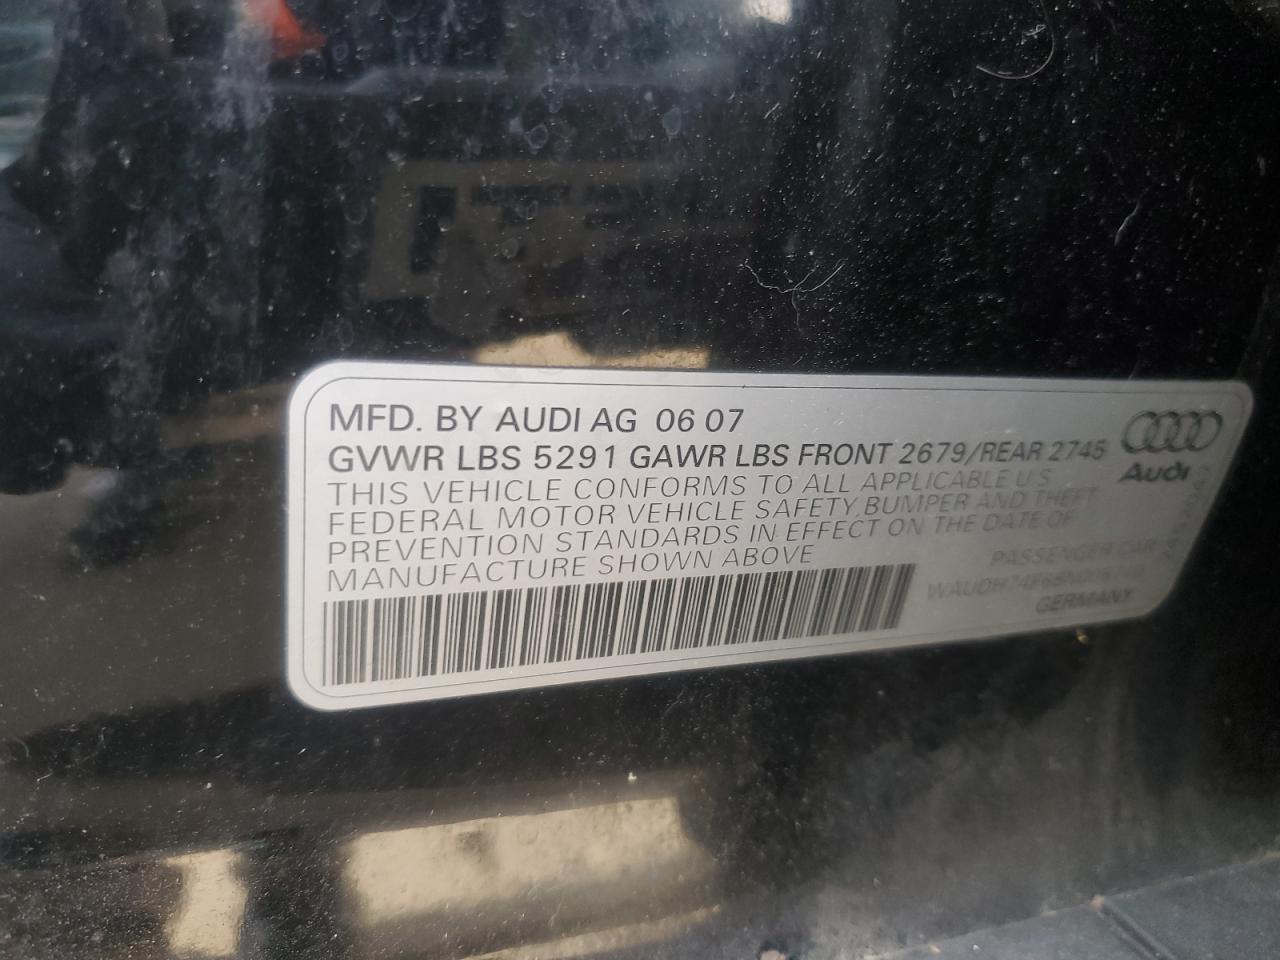 MFD. BY AUDI AG 06 07
GVWR LBS 5291 GAWR LBS FRONT 2679/REAR 2745
Audi
THIS VEHICLE CONFORMS TO ALL APPLICABLE U S
FEDERAL MOTOR VEHICLE SAFETY, BUMPER AND THEFT
PREVENTION STANDARDS IN EFFECT ON THE DATE OF
MANUFACTURE SHOWN ABOVE
PASSENGER CAR
GERMANY